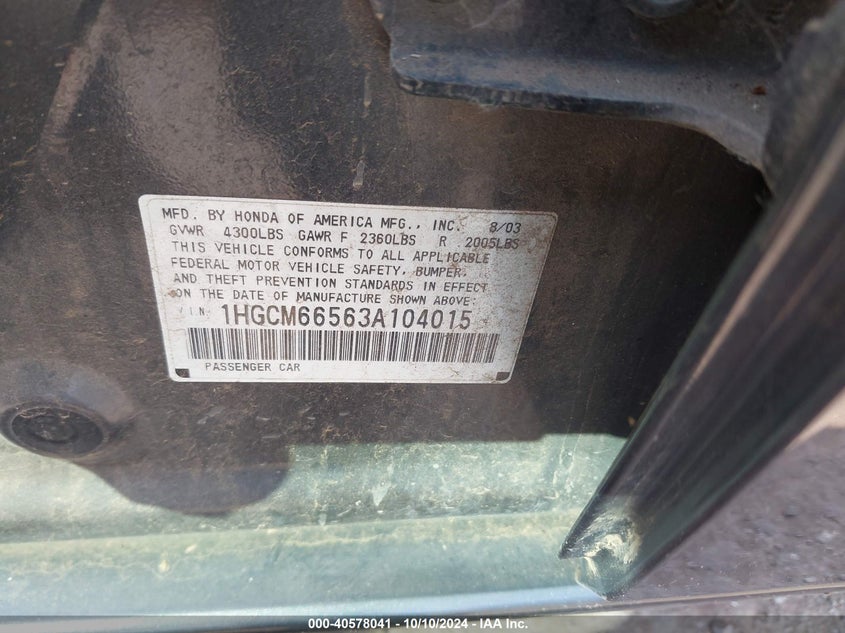 MFD. BY HONDA OF AMERICA MFG., INC. 8/03
GVWR 4300LBS GAWR F 2360LBS R 2005LBS
THIS VEHICLE CONFORMS TO ALL APPLICABLE
FEDERAL MOTOR VEHICLE SAFETY, BUMPER,
AND THEFT PREVENTION STANDARDS IN EFFECT
ON THE DATE OF MANUFACTURE SHOWN ABOVE:
VIN: 1HGCM66563A104015
PASSENGER CAR
000-40578041 - 10/10/2024 - IAA Inc.